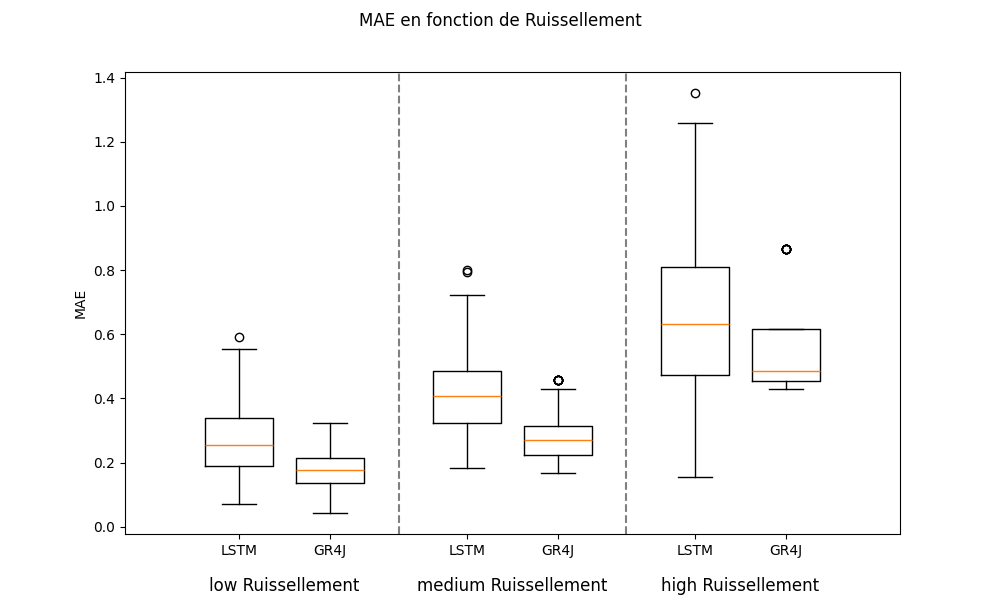 MAE en fonction de Ruissellement
1.4
1.2
1.0
0.8
0.6
0.4
0.2
0.0
MAE
LSTM GR4J LSTM GR4J LSTM GR4J
low Ruissellement medium Ruissellement high Ruissellement